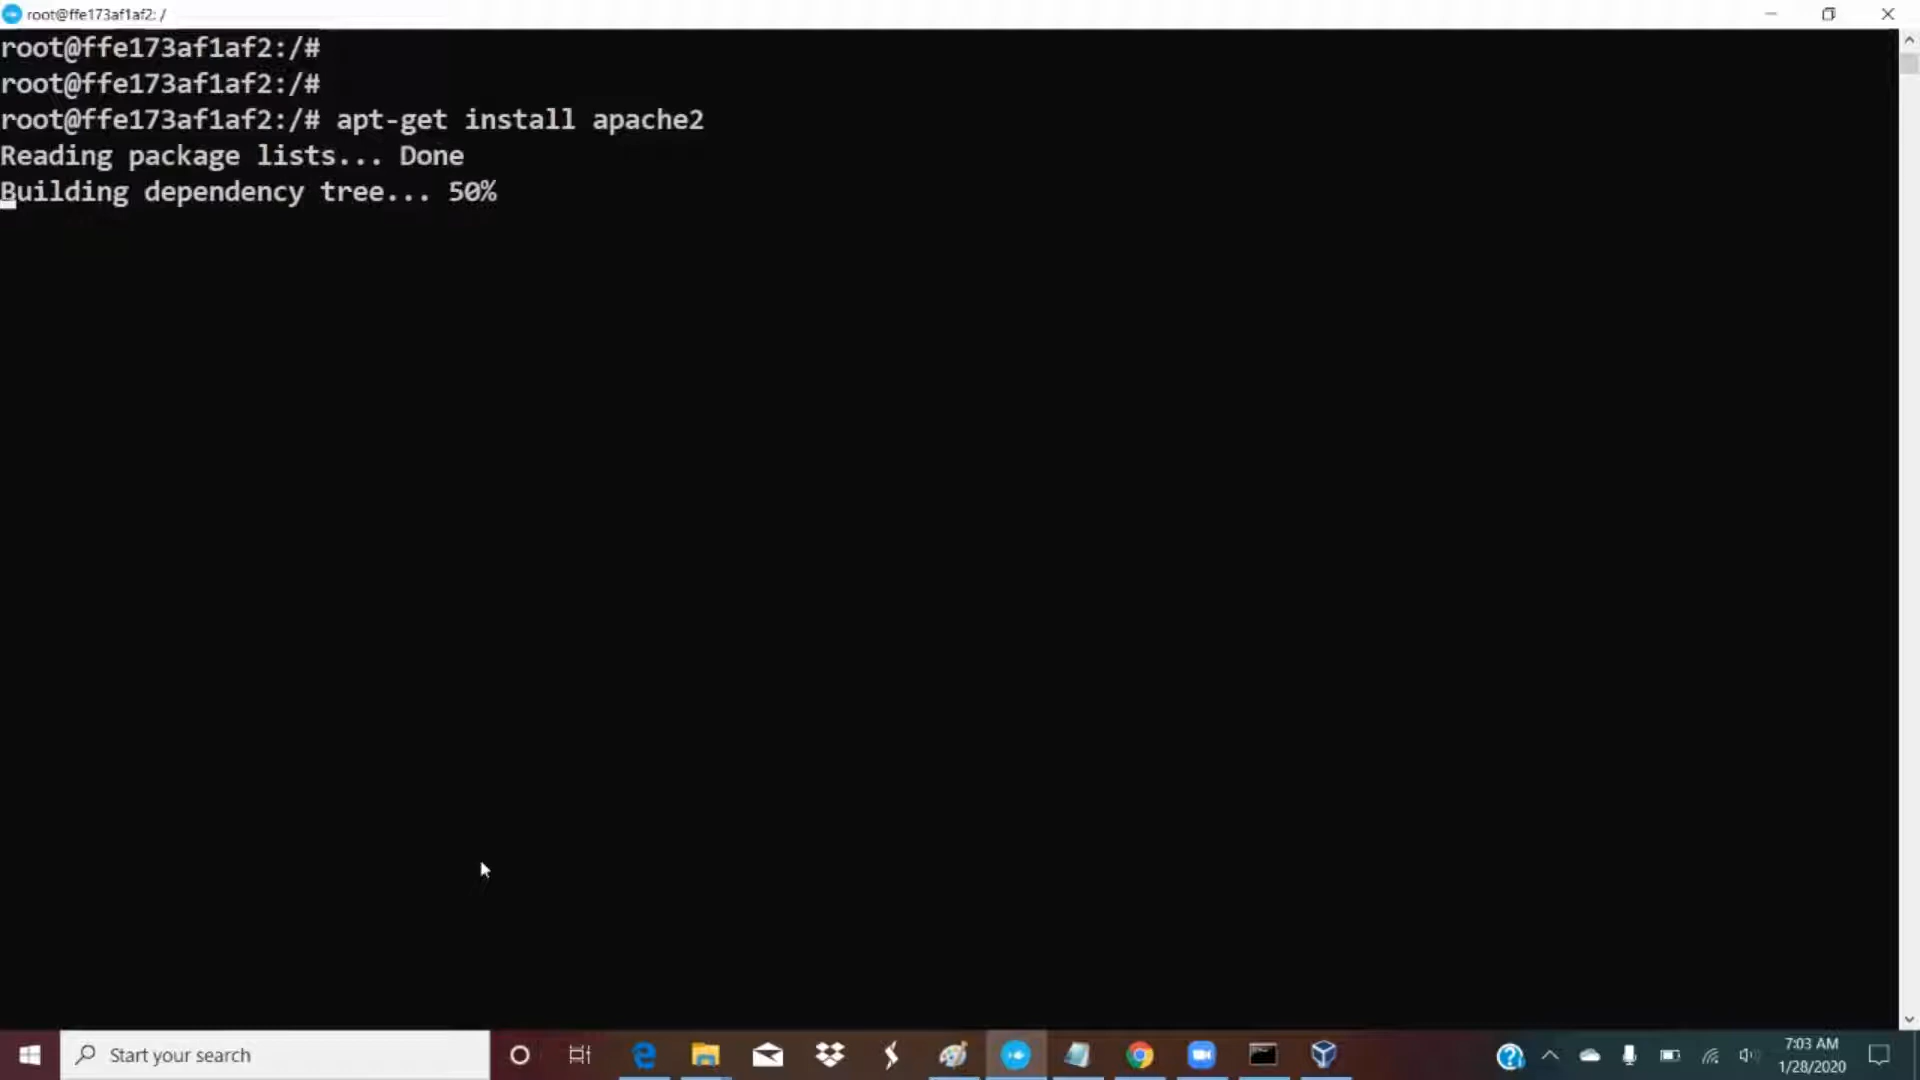 root@ffe173af1af2: /
root@ffe173af1af2:/#
root@ffe173af1af2:/#
root@ffe173af1af2:/# apt-get install apache2
Reading package lists... Done
Building dependency tree... 50%
Start your search
7:03 AM
1/28/2020